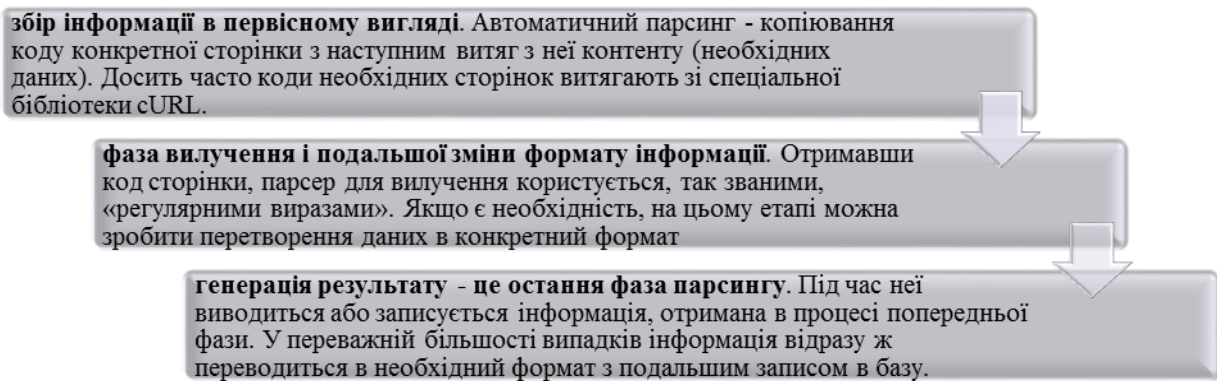 збір інформації в первісному вигляді. Автоматичний парсинг - копіювання
коду конкретної сторінки з наступним витяг з неї контенту (необхідних
даних). Досить часто коди необхідних сторінок витягають зі спеціальної
бібліотеки cURL.
фаза вилучення і подальшої зміни формату інформації. Отримавши
код сторінки, парсер для вилучення користується, так званими,
«регулярними виразами». Якщо є необхідність, на цьому етапі можна
зробити перетворення даних в конкретний формат
генерація результату - це остання фаза парсингу. Під час неї
виводиться або записується інформація, отримана в процесі попередньої
фази. У переважній більшості випадків інформація відразу ж
переводиться в необхідний формат з подальшим записом в базу.